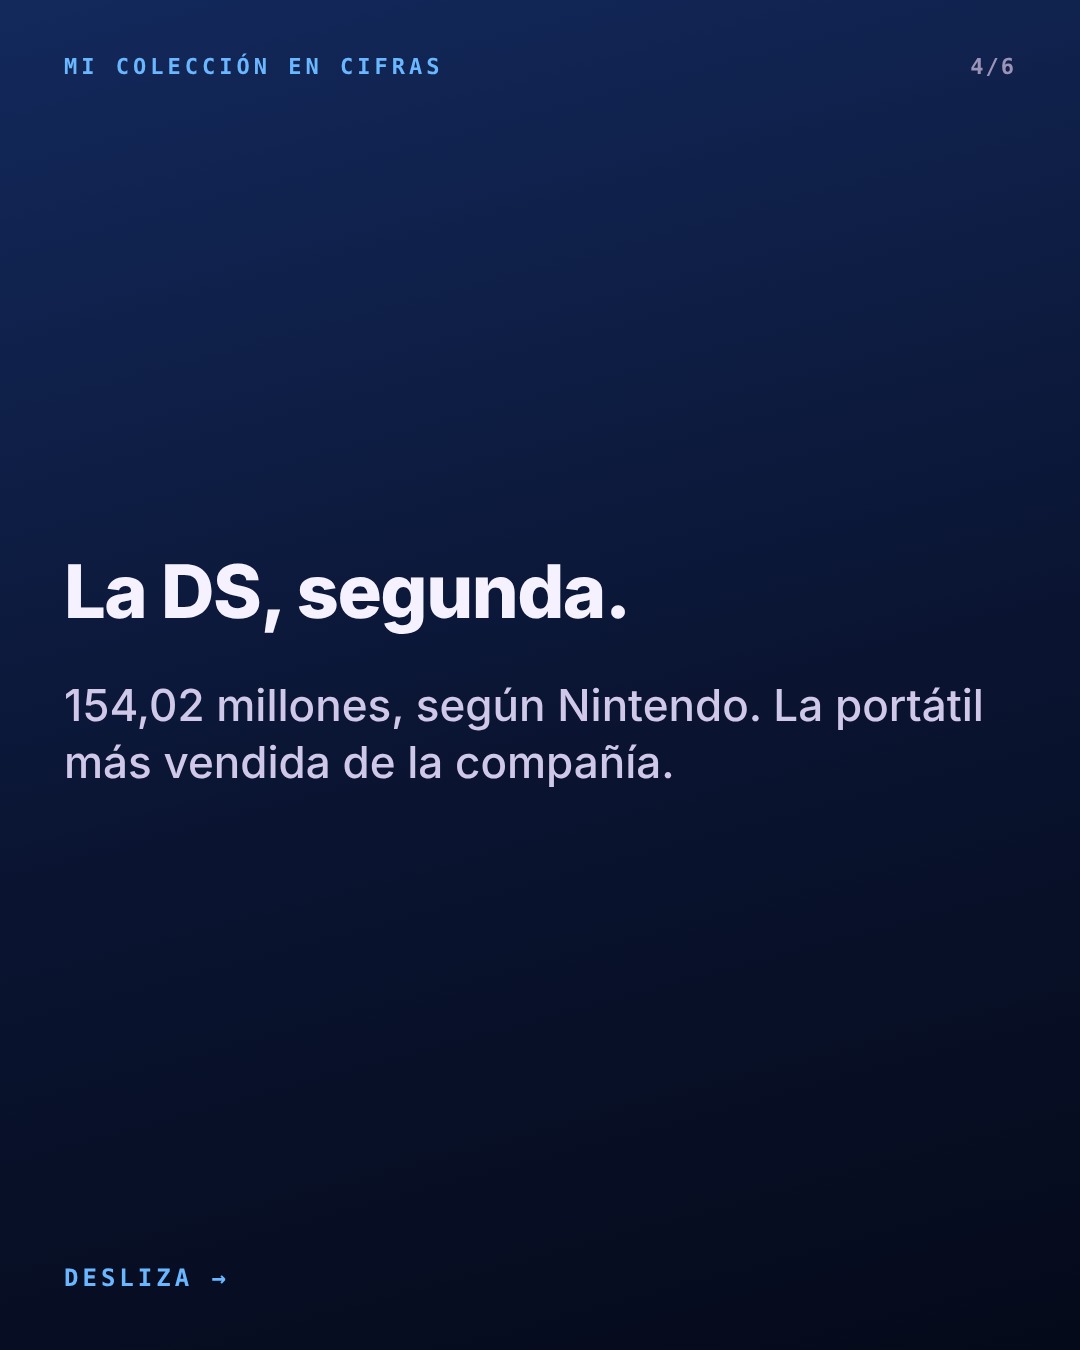 MI COLECCIÓN EN CIFRAS
4/6
La DS, segunda.
154,02 millones, según Nintendo. La portátil
más vendida de la compañía.
DESLIZA →